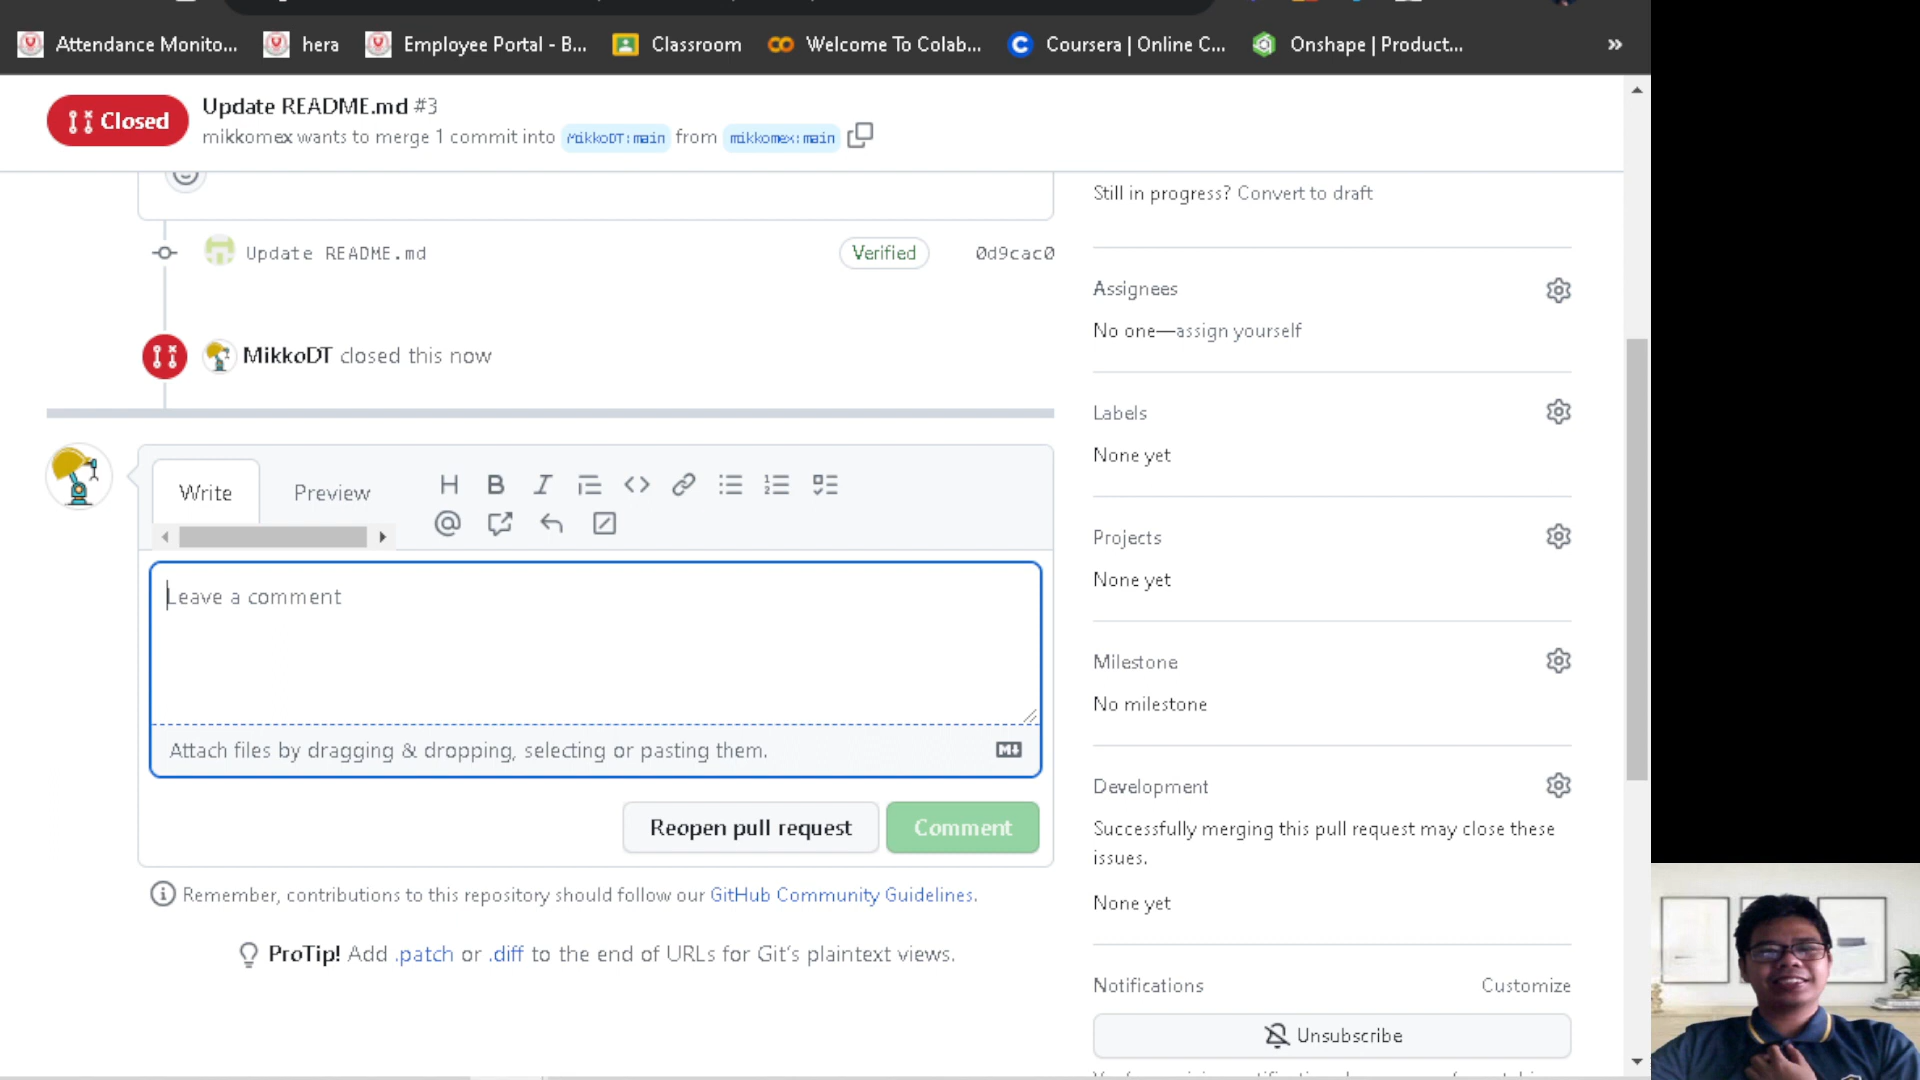 Attendance Monito...
hera
Employee Portal - B...
Classroom
Welcome To Colab...
Coursera | Online C...
Onshape | Product...
»
Closed
Update README.md #3
mikkomex wants to merge 1 commit into MikkoDT:main from mikkomex:main
Update README.md
Verified
0d9cac0
MikkoDT closed this now
Write
Preview
Leave a comment
Attach files by dragging & dropping, selecting or pasting them.
Reopen pull request
Comment
Remember, contributions to this repository should follow our GitHub Community Guidelines.
ProTip! Add .patch or .diff to the end of URLs for Git's plaintext views.
Still in progress? Convert to draft
Assignees
No one—assign yourself
Labels
None yet
Projects
None yet
Milestone
No milestone
Development
Successfully merging this pull request may close these
issues.
None yet
Notifications
Customize
Unsubscribe